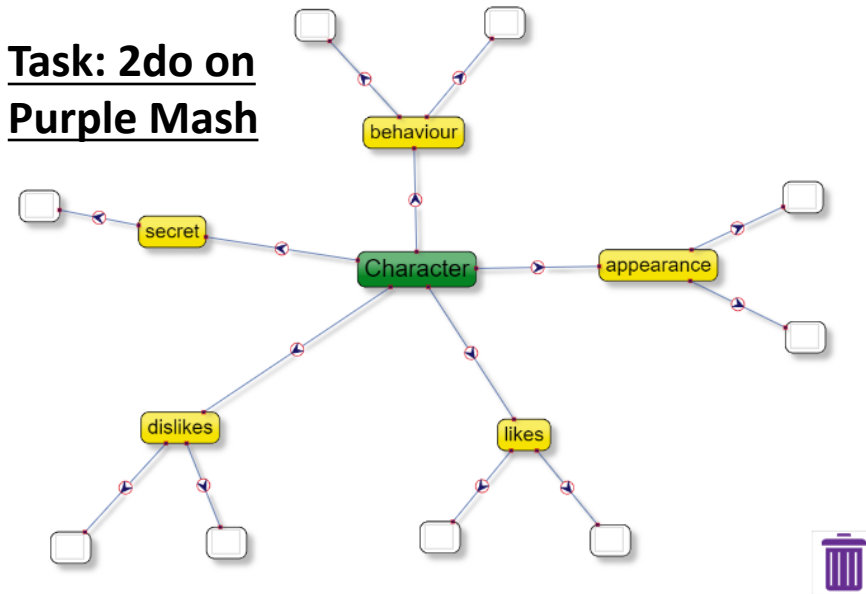 Task: 2do on
Purple Mash
behaviour
secret
Character
appearance
dislikes
likes